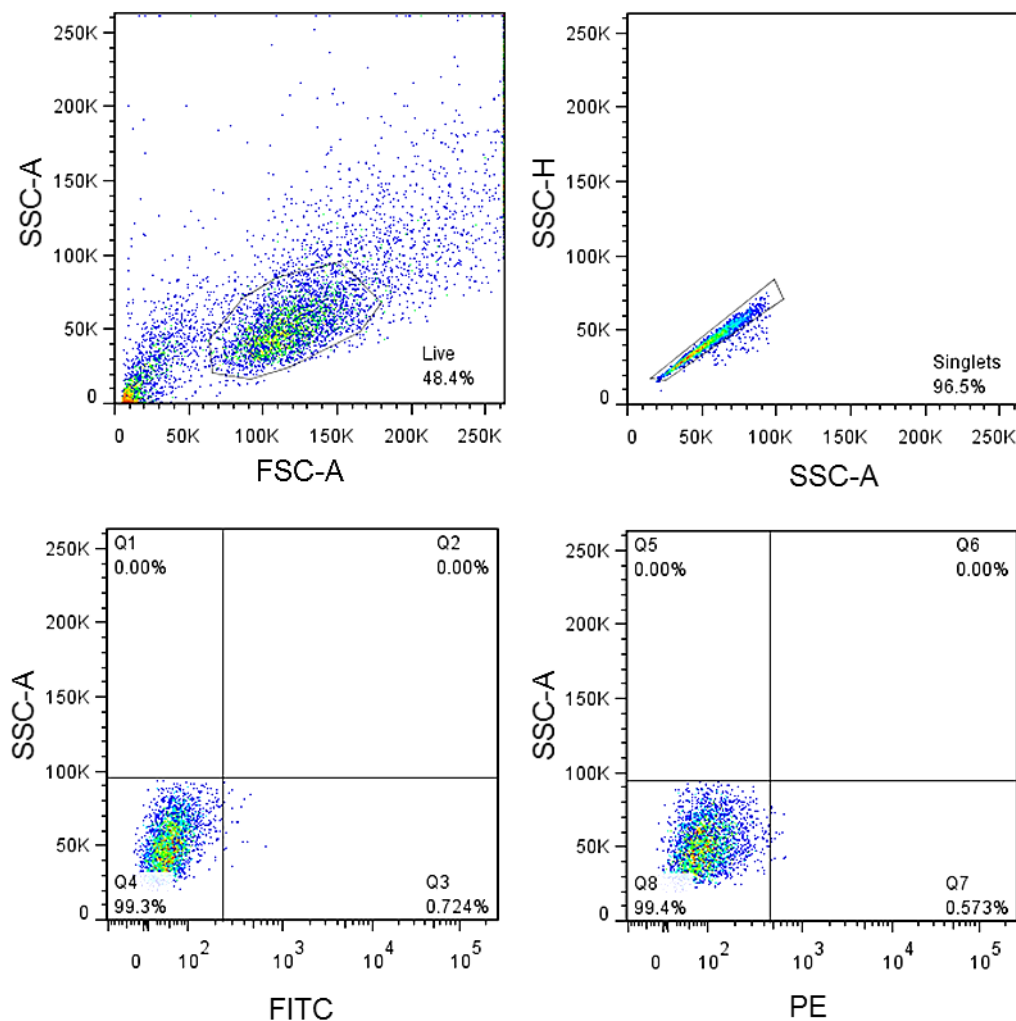 250K
200K
150K
100K
50K
0
SSC-A
Live
48.4%
0 50K 100K 150K 200K 250K
FSC-A
250K
200K
150K
100K
50K
0
SSC-H
Singlets
96.5%
0 50K 100K 150K 200K 250K
SSC-A
250K
200K
150K
100K
50K
0
SSC-A
Q1
0.00%
Q2
0.00%
Q4
99.3%
Q3
0.724%
0 10^2 10^3 10^4 10^5
FITC
250K
200K
150K
100K
50K
0
SSC-A
Q5
0.00%
Q6
0.00%
Q8
99.4%
Q7
0.573%
0 10^2 10^3 10^4 10^5
PE